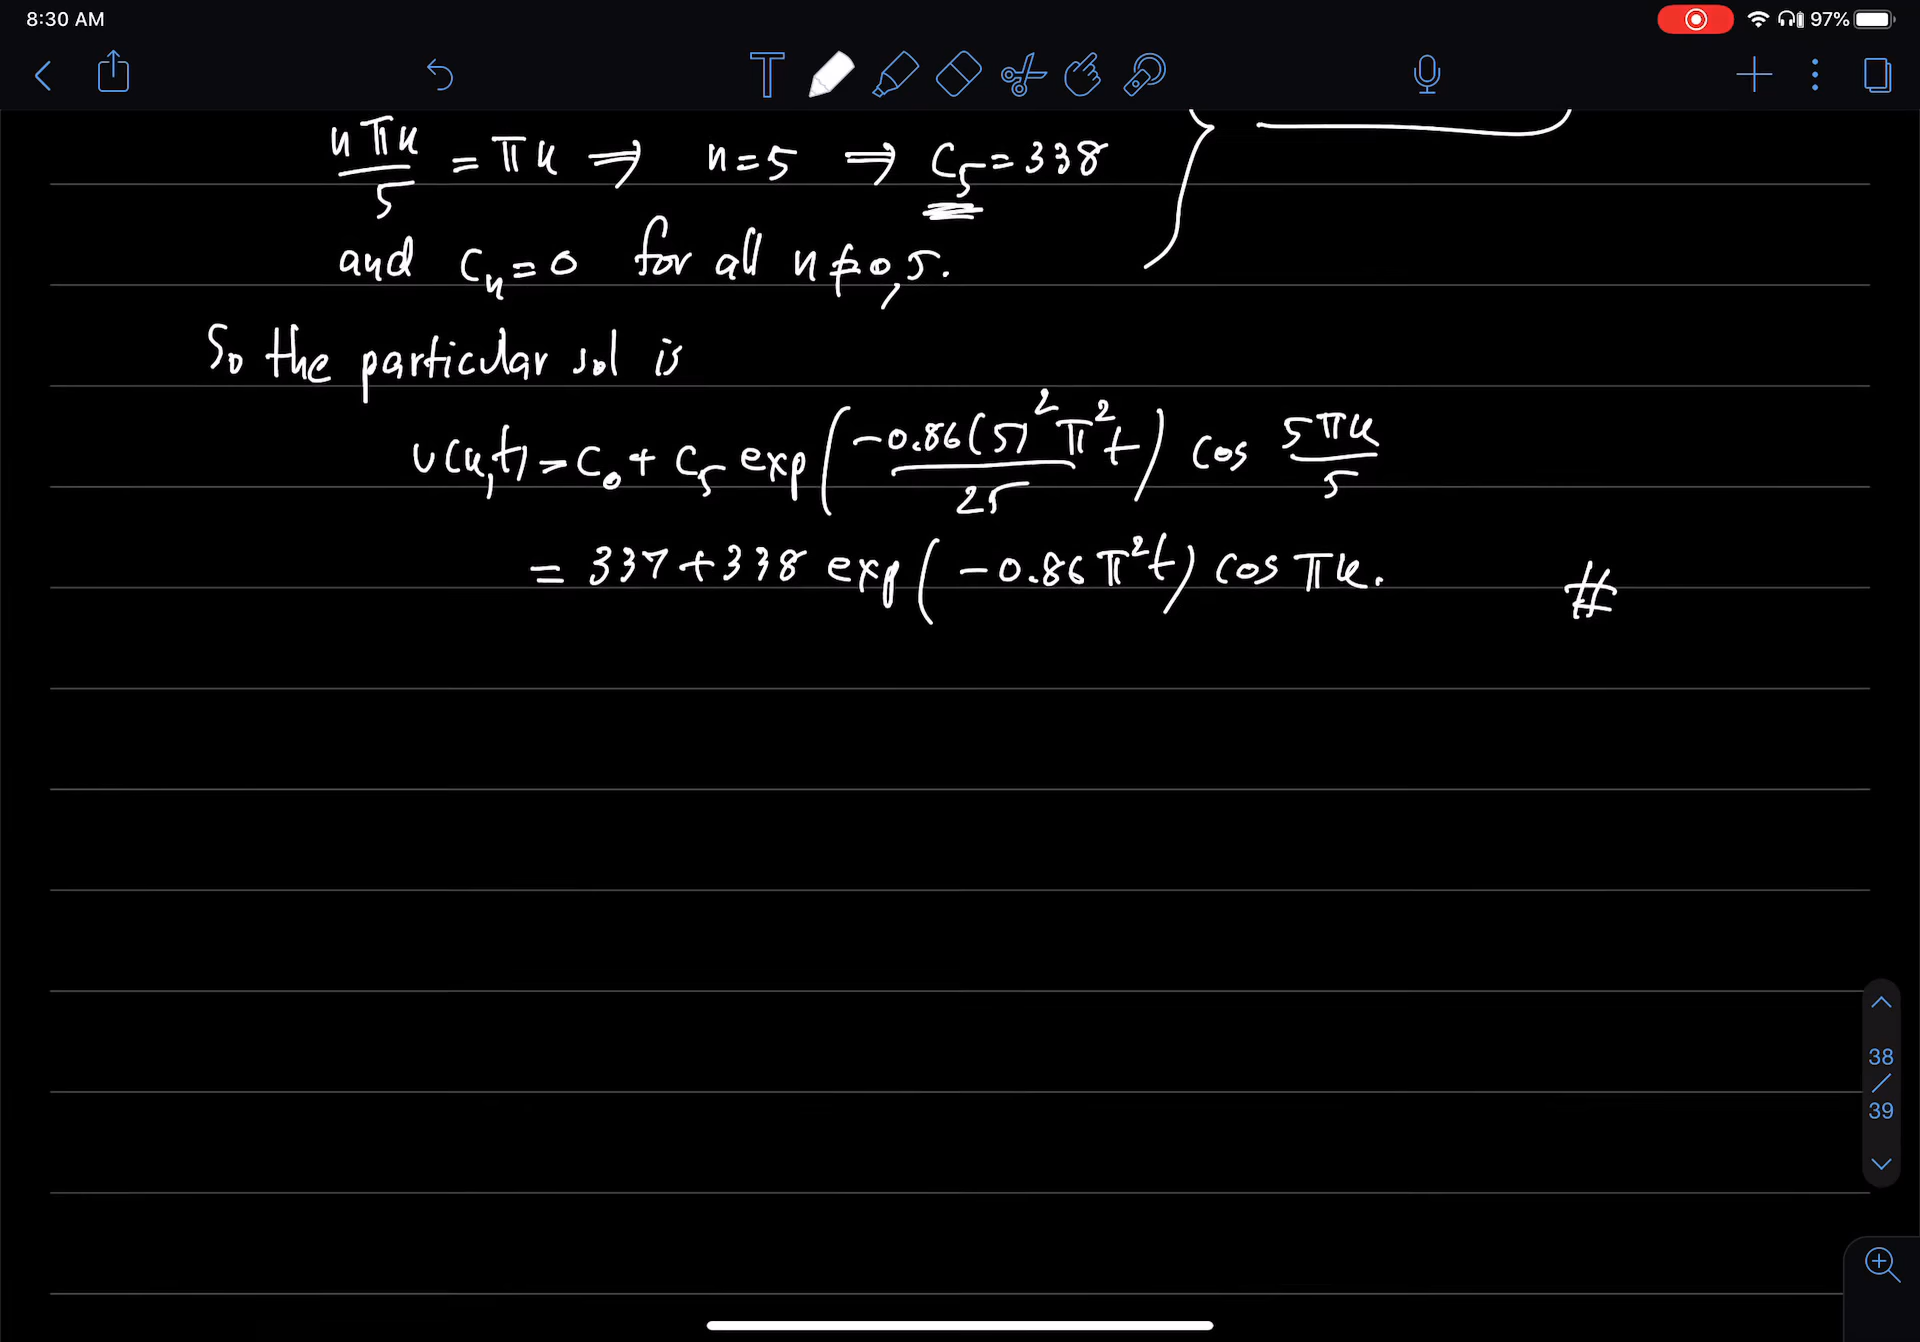 8:30 AM 97%
nπx/5 = πx ⇒ n=5 ⇒ C₅=338
and Cₙ=0 for all n≠0,5.
So the particular sol is
u(x,t)=C₀+C₅ exp(-0.86(5)²π²t/25) cos 5πx/5
= 337+338 exp(-0.86π²t) cos πx. #
38
/
39